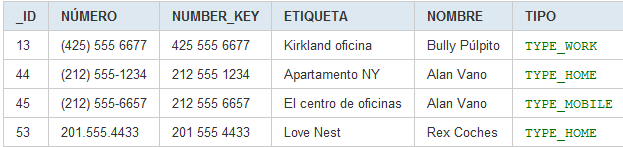 _ID NÚMERO NUMBER_KEY ETIQUETA NOMBRE TIPO
13 (425) 555 6677 425 555 6677 Kirkland oficina Bully Púlpito TYPE_WORK
44 (212) 555-1234 212 555 1234 Apartamento NY Alan Vano TYPE_HOME
45 (212) 555-6657 212 555 6657 El centro de oficinas Alan Vano TYPE_MOBILE
53 201.555.4433 201 555 4433 Love Nest Rex Coches TYPE_HOME